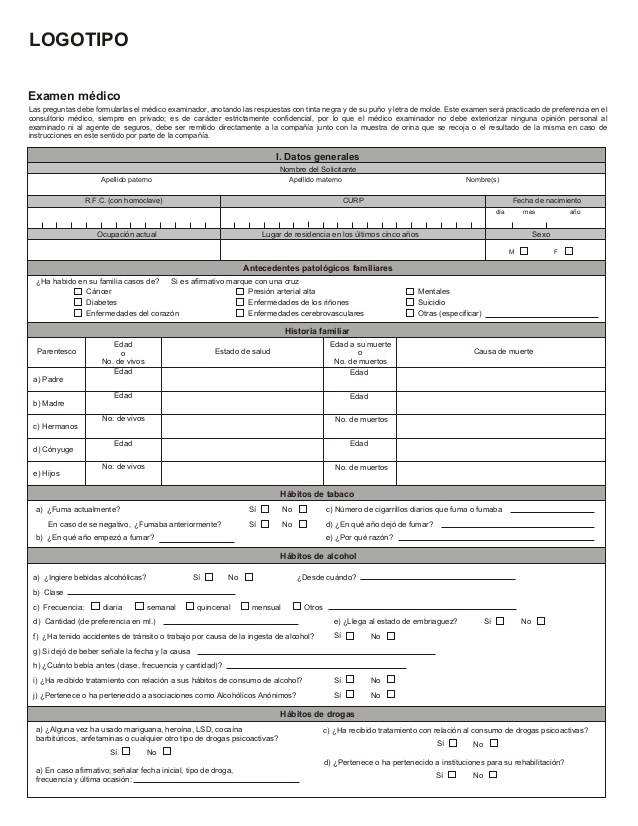 LOGOTIPO
Examen médico
Las preguntas debe formularlas el médico examinador, anotando las respuestas con tinta negra y de su puño y letra de molde. Este examen será practicado de preferencia en el
consultorio médico, siempre en privado; es de carácter estrictamente confidencial, por lo que el médico examinador no debe exteriorizar ninguna opinión personal al
examinado ni al agente de seguros, debe ser remitido directamente a la compañía junto con la muestra de orina que se recoja o el resultado de la misma en caso de
instrucciones en este sentido por parte de la compañía.
I. Datos generales
Nombre del Solicitante
Apellido paterno Apellido materno Nombre(s)
R.F.C. (con homoclave) CURP Fecha de nacimiento
día mes año
Ocupación actual Lugar de residencia en los últimos cinco años Sexo
M F
Antecedentes patológicos familiares
¿Ha habido en su familia casos de? Si es afirmativo marque con una cruz
Cáncer Presión arterial alta Mentales
Diabetes Enfermedades de los riñones Suicidio
Enfermedades del corazón Enfermedades cerebrovasculares Otras (especificar)
Historia familiar
Parentesco Edad o No. de vivos Estado de salud Edad a su muerte o No. de muertos Causa de muerte
a) Padre Edad Edad
b) Madre Edad Edad
c) Hermanos No. de vivos No. de muertos
d) Cónyuge Edad Edad
e) Hijos No. de vivos No. de muertos
Hábitos de tabaco
a) ¿Fuma actualmente? Sí No c) Número de cigarrillos diarios que fuma o fumaba
En caso de se negativo, ¿Fumaba anteriormente? Sí No d) ¿En qué año dejó de fumar?
b) ¿En qué año empezó a fumar? e) ¿Por qué razón?
Hábitos de alcohol
a) ¿Ingiere bebidas alcohólicas? Sí No ¿Desde cuándo?
b) Clase
c) Frecuencia: diaria semanal quincenal mensual Otros
d) Cantidad (de preferencia en ml.) e) ¿Llega al estado de embriaguez? Sí No
f) ¿Ha tenido accidentes de tránsito o trabajo por causa de la ingesta de alcohol? Sí No
g) Si dejó de beber señale la fecha y la causa
h) ¿Cuánto bebía antes (clase, frecuencia y cantidad)?
i) ¿Ha recibido tratamiento con relación a sus hábitos de consumo de alcohol? Sí No
j) ¿Pertenece o ha pertenecido a asociaciones como Alcohólicos Anónimos? Sí No
Hábitos de drogas
a) ¿Alguna vez ha usado mariguana, heroína, LSD, cocaína
barbitúricos, anfetaminas o cualquier otro tipo de drogas psicoactivas?
Sí No
a) En caso afirmativo; señalar fecha inicial, tipo de droga,
frecuencia y última ocasión:
c) ¿Ha recibido tratamiento con relación al consumo de drogas psicoactivas?
Sí No
d) ¿Pertenece o ha pertenecido a instituciones para su rehabilitación?
Sí No